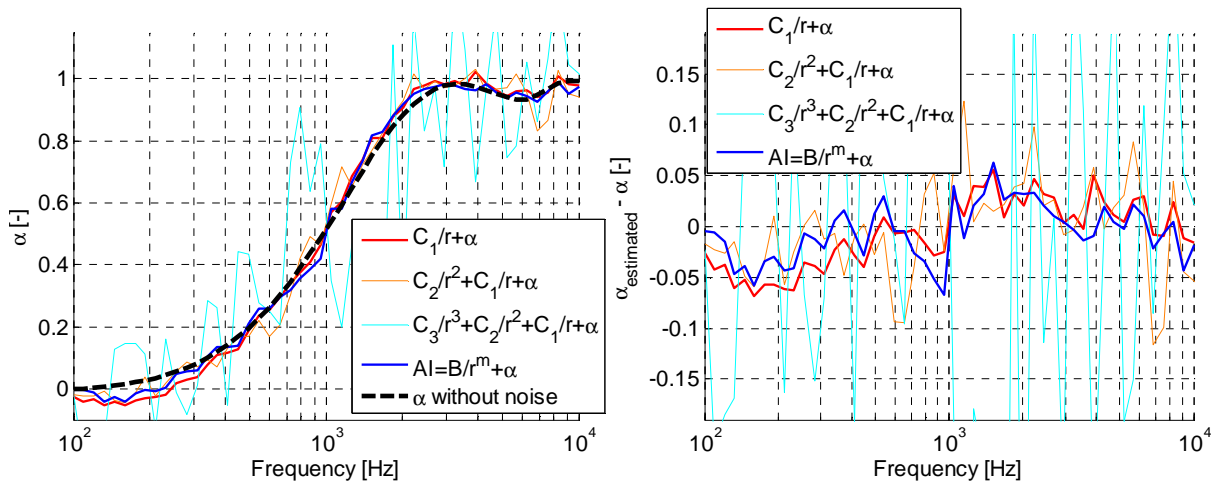 α [-]
1
0.8
0.6
0.4
0.2
0
10^2
10^3
10^4
Frequency [Hz]
C_1/r+α
C_2/r^2+C_1/r+α
C_3/r^3+C_2/r^2+C_1/r+α
AI=B/r^m+α
α without noise
α_estimated - α [-]
0.15
0.1
0.05
0
-0.05
-0.1
-0.15
10^2
10^3
10^4
Frequency [Hz]
C_1/r+α
C_2/r^2+C_1/r+α
C_3/r^3+C_2/r^2+C_1/r+α
AI=B/r^m+α